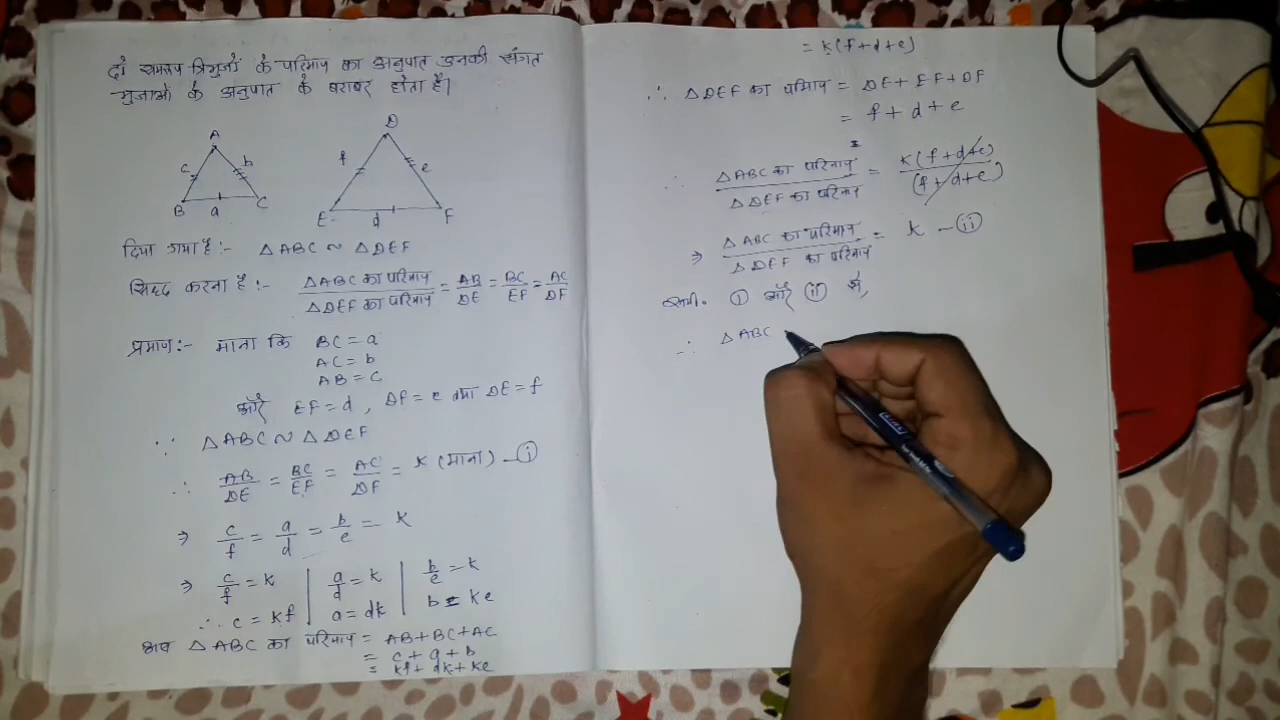 दो समरूप त्रिभुजों के परिमाप का अनुपात उनकी संगत
भुजाओं के अनुपात के बराबर होता है।
A
c
b
B
a
C
D
f
e
E
d
F
दिया गया है :- △ABC ~ △DEF
सिद्ध करना है :- △ABC का परिमाप / △DEF का परिमाप = AB/DE = BC/EF = AC/DF
प्रमाण :- माना कि BC = a
AC = b
AB = c
और EF = d, DF = e तथा DE = f
∵ △ABC ~ △DEF
∴ AB/DE = BC/EF = AC/DF = K (माना) – (i)
⇒ c/f = a/d = b/e = K
⇒ c/f = K | a/d = K | b/e = K
∴ c = Kf | a = dk | b = Ke
अब △ABC का परिमाप = AB + BC + AC
= c + a + b
= Kf + dk + Ke
= K(f+d+e)
∴ △DEF का परिमाप = DE + EF + DF
= f + d + e
∴ △ABC का परिमाप / △DEF का परिमाप = K(f+d+e) / (f+d+e)
⇒ △ABC का परिमाप / △DEF का परिमाप = K – (ii)
समी० (i) और (ii) से,
∴ △ABC